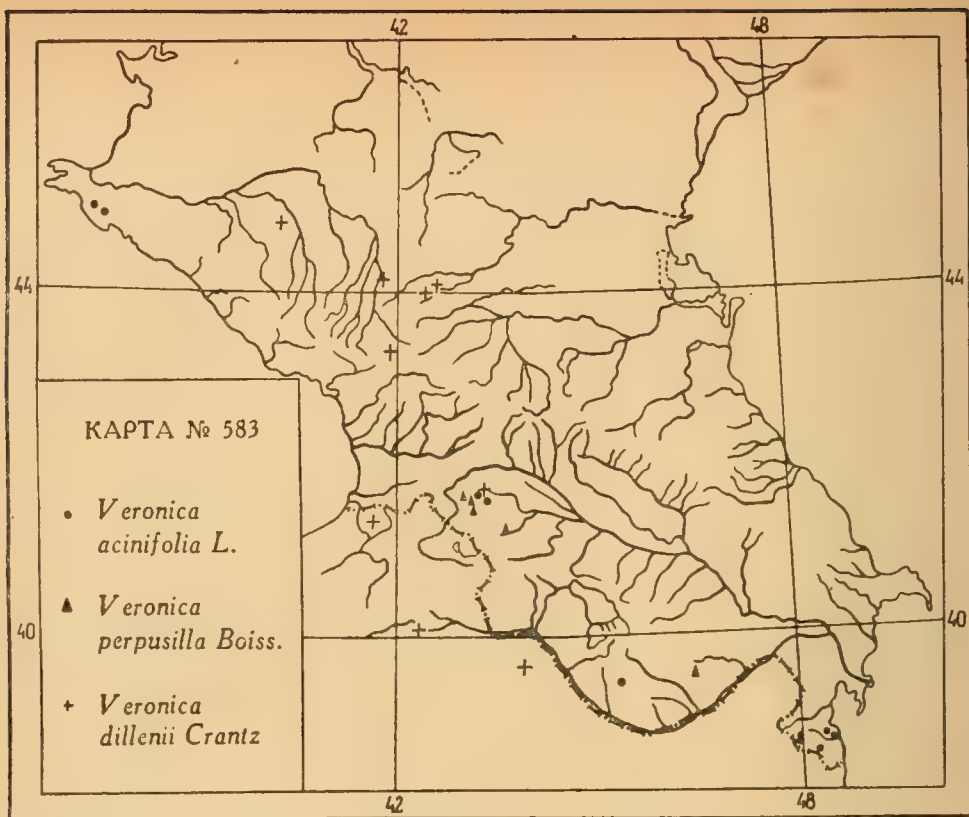 42 48
44 44
КАРТА № 583
Veronica
acinifolia L.
Veronica
perpusilla Boiss.
Veronica
dillenii Crantz
40 40
42 48